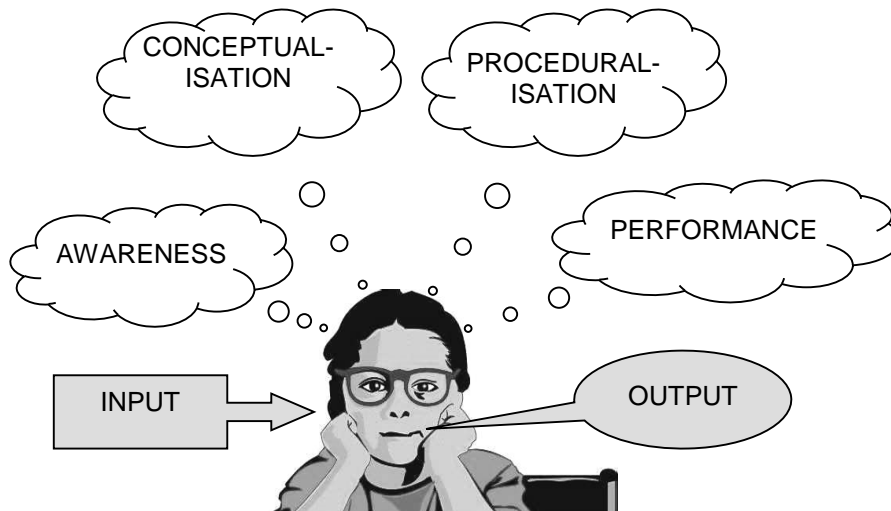 CONCEPTUAL-
ISATION
PROCEDURAL-
ISATION
AWARENESS
PERFORMANCE
INPUT
OUTPUT